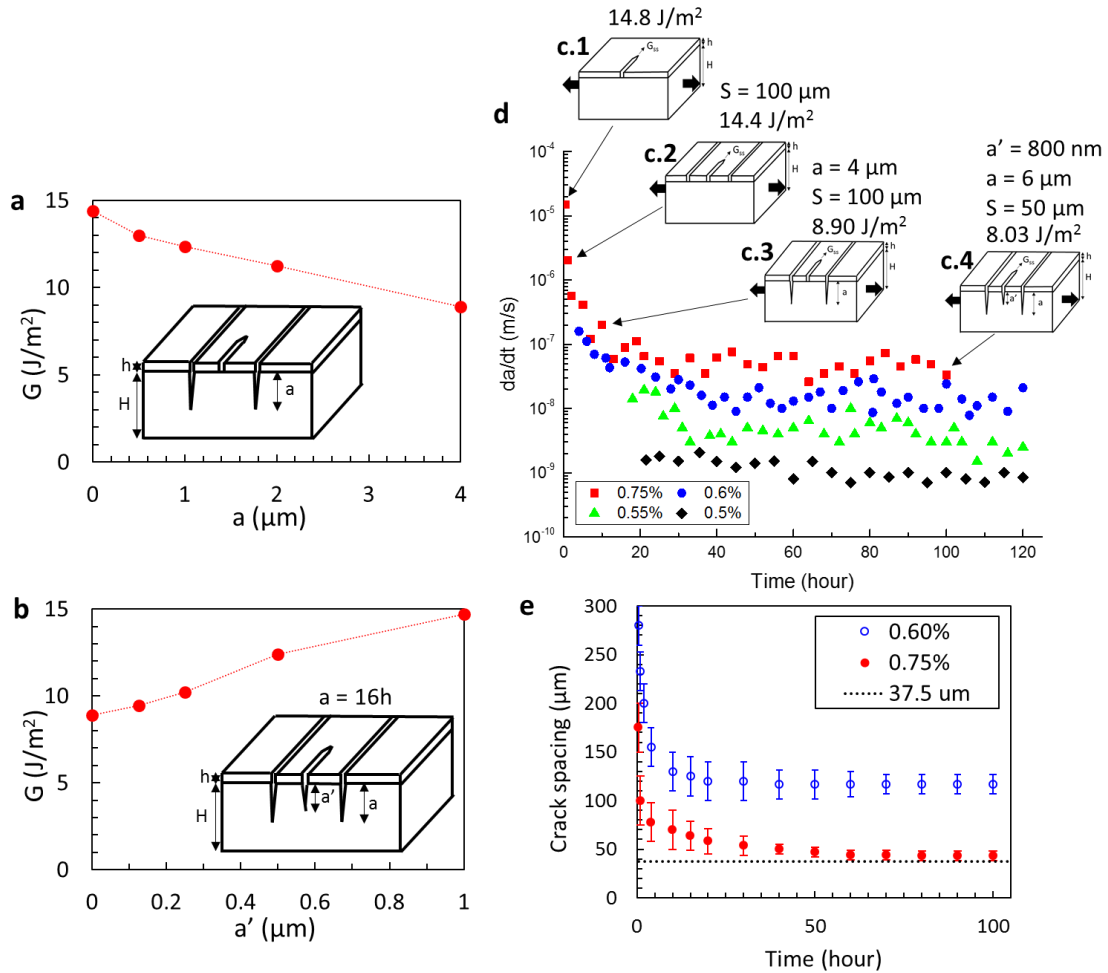 a
G (J/m²)
15
10
5
0
h
H
a
0
1
2
3
4
a (µm)
b
G (J/m²)
15
10
5
0
a = 16h
h
H
a'
a
0
0.2
0.4
0.6
0.8
1
a' (µm)
14.8 J/m²
c.1
Gss
h
H
S = 100 µm
14.4 J/m²
c.2
Gss
h
H
a = 4 µm
S = 100 µm
8.90 J/m²
c.3
Gss
h
H
a
a' = 800 nm
a = 6 µm
S = 50 µm
8.03 J/m²
c.4
Gss
h
H
a'
a
d
da/dt (m/s)
10⁻⁴
10⁻⁵
10⁻⁶
10⁻⁷
10⁻⁸
10⁻⁹
10⁻¹⁰
0.75%
0.6%
0.55%
0.5%
0
20
40
60
80
100
120
Time (hour)
e
Crack spacing (µm)
300
250
200
150
100
50
0
0.60%
0.75%
37.5 um
0
50
100
Time (hour)